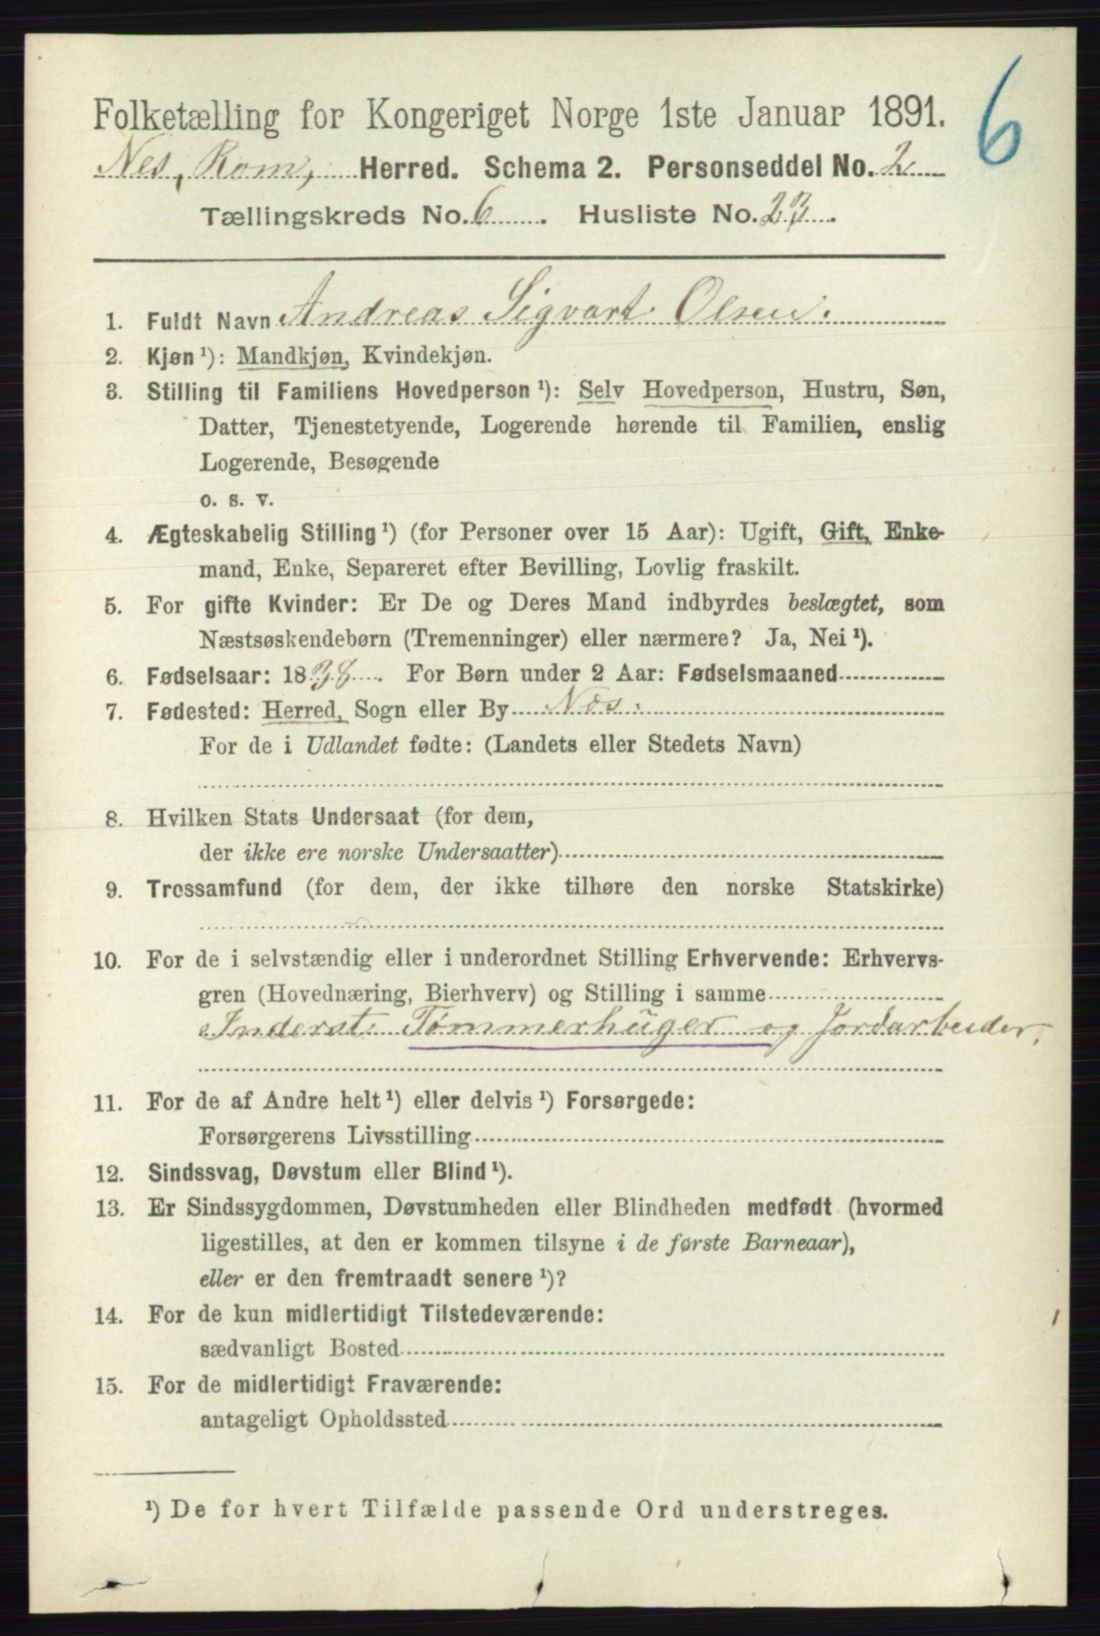 6
Folketælling for Kongeriget Norge 1ste Januar 1891.
Nes, Rom, Herred. Schema 2. Personseddel No. 2
Tællingskreds No. 6. Husliste No. 23.
1. Fuldt Navn Andreas Sigvart Olsen.
2. Kjøn ¹): Mandkjøn, Kvindekjøn.
3. Stilling til Familiens Hovedperson ¹): Selv Hovedperson, Hustru, Søn,
Datter, Tjenestetyende, Logerende hørende til Familien, enslig
Logerende, Besøgende
o. s. v.
4. Ægteskabelig Stilling ¹) (for Personer over 15 Aar): Ugift, Gift, Enke-
mand, Enke, Separeret efter Bevilling, Lovlig fraskilt.
5. For gifte Kvinder: Er De og Deres Mand indbyrdes beslægtet, som
Næstsøskendebørn (Tremenninger) eller nærmere? Ja, Nei ¹).
6. Fødselsaar: 1838. For Børn under 2 Aar: Fødselsmaaned
7. Fødested: Herred, Sogn eller By Nes.
For de i Udlandet fødte: (Landets eller Stedets Navn)
8. Hvilken Stats Undersaat (for dem,
der ikke ere norske Undersaatter)
9. Trossamfund (for dem, der ikke tilhøre den norske Statskirke)
10. For de i selvstændig eller i underordnet Stilling Erhvervende: Erhvervs-
gren (Hovednæring, Bierhverv) og Stilling i samme
Inderst. Tømmerhuger og Jordarbeider.
11. For de af Andre helt ¹) eller delvis ¹) Forsørgede:
Forsørgerens Livsstilling
12. Sindssvag, Døvstum eller Blind ¹).
13. Er Sindssygdommen, Døvstumheden eller Blindheden medfødt (hvormed
ligestilles, at den er kommen tilsyne i de første Barneaar),
eller er den fremtraadt senere ¹)?
14. For de kun midlertidigt Tilstedeværende:
sædvanligt Bosted
15. For de midlertidigt Fraværende:
antageligt Opholdssted
¹) De for hvert Tilfælde passende Ord understreges.